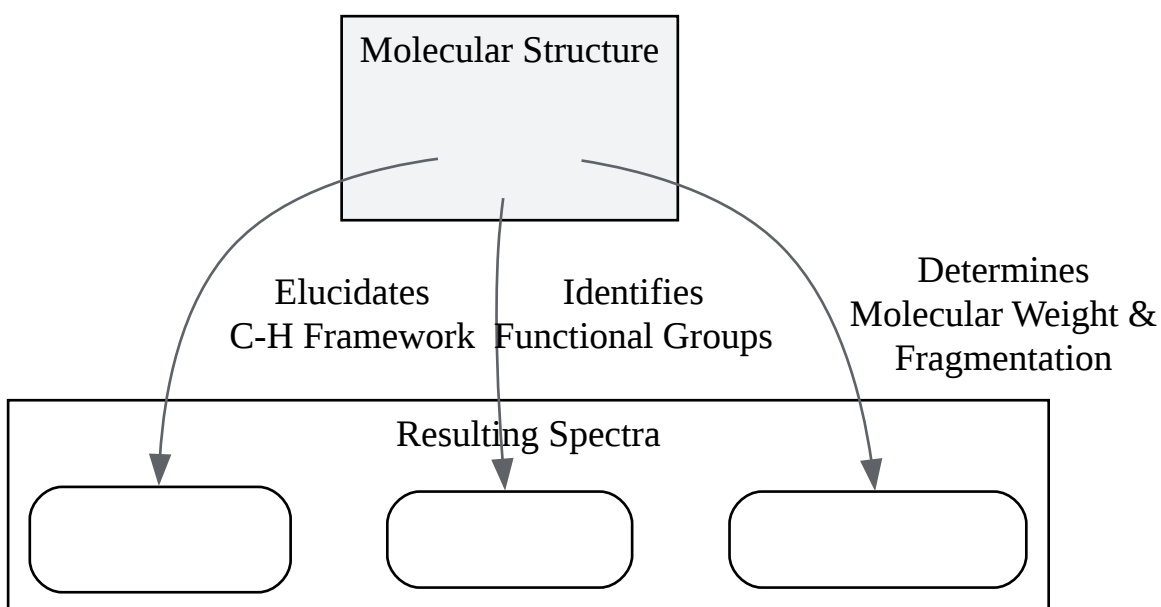 Molecular Structure
Elucidates
C-H Framework
Identifies
Functional Groups
Determines
Molecular Weight &
Fragmentation
Resulting Spectra